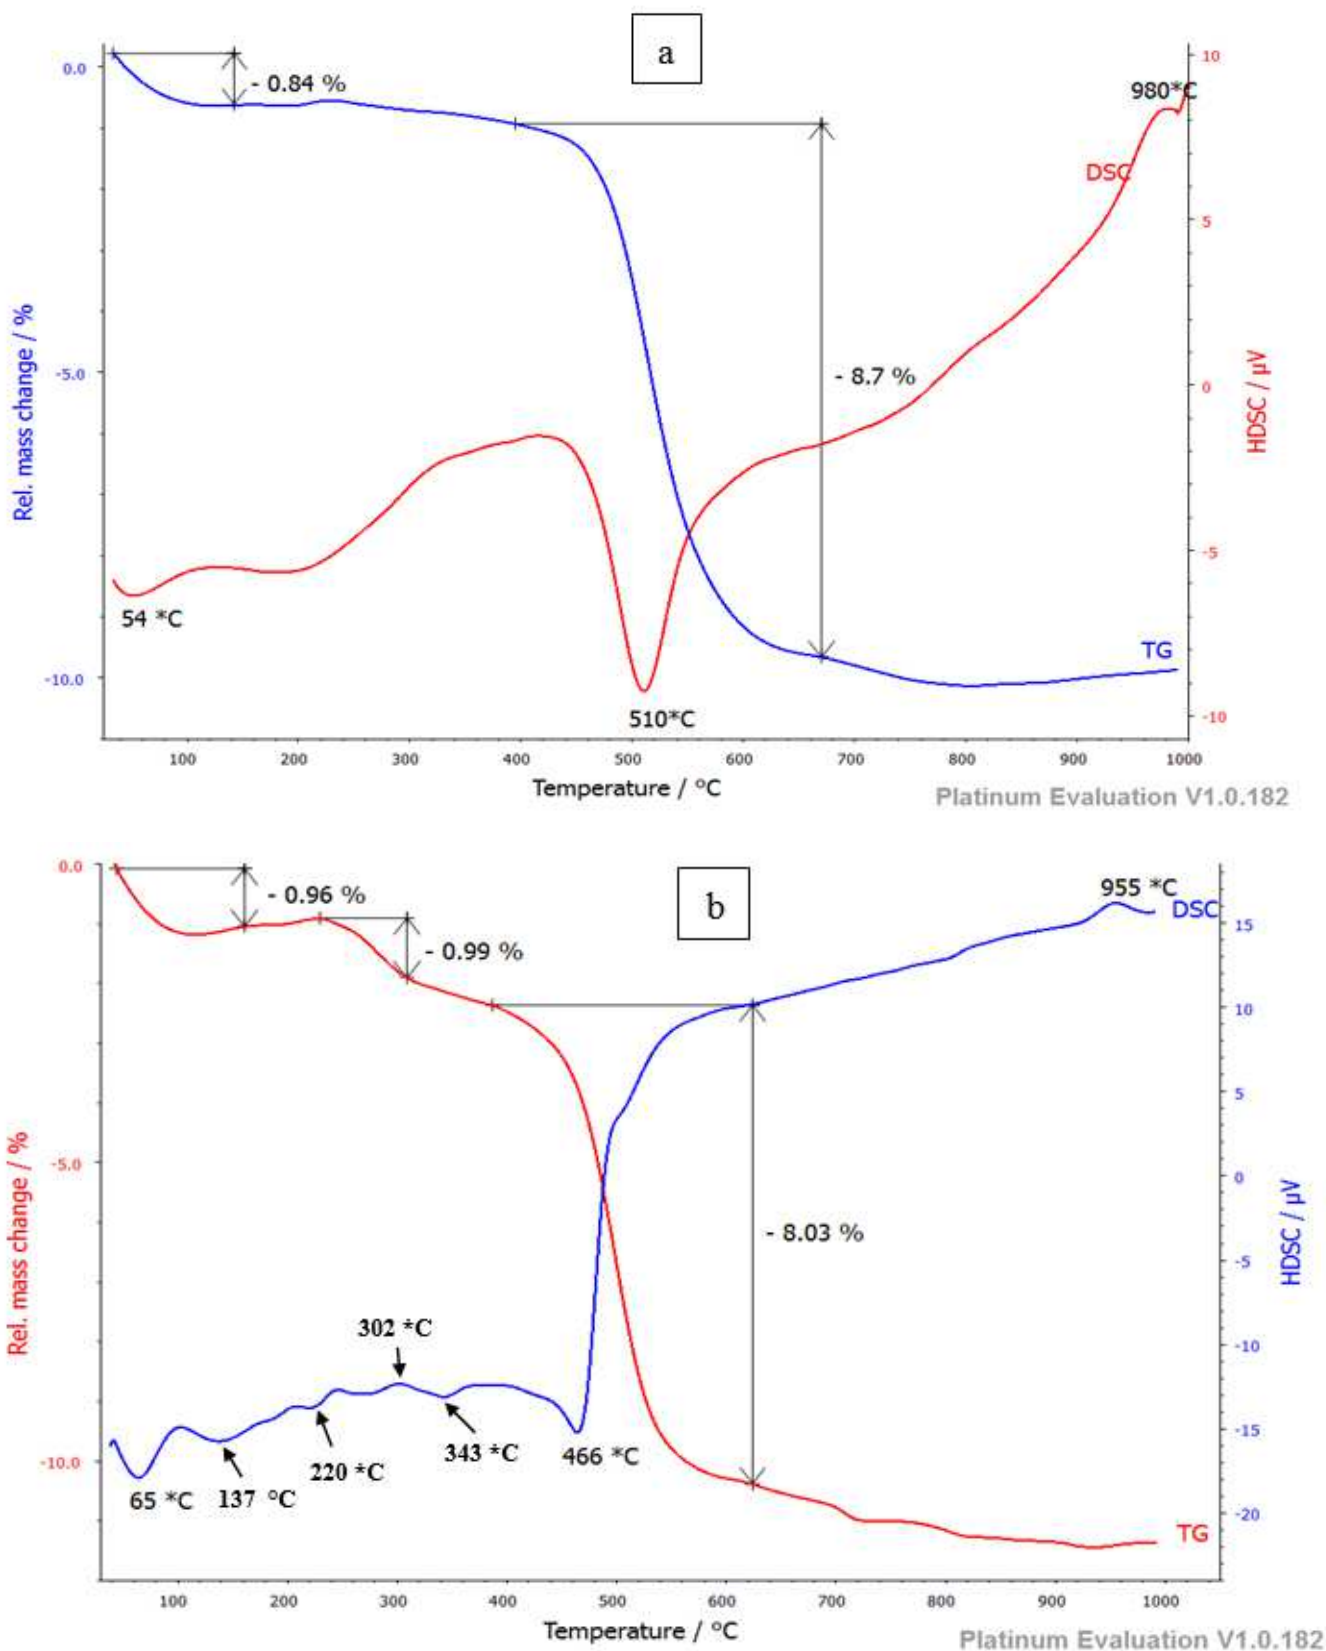 a
0.0
-5.0
-10.0
Rel. mass change / %
- 0.84 %
- 8.7 %
54 *C
510*C
980*C
DSC
TG
10
5
0
-5
-10
HDSC / µV
100 200 300 400 500 600 700 800 900 1000
Temperature / °C
Platinum Evaluation V1.0.182
b
0.0
-5.0
-10.0
Rel. mass change / %
- 0.96 %
- 0.99 %
- 8.03 %
955 *C
DSC
302 *C
343 *C
466 *C
220 *C
65 *C
137 °C
TG
15
10
5
0
-5
-10
-15
-20
HDSC / µV
100 200 300 400 500 600 700 800 900 1000
Temperature / °C
Platinum Evaluation V1.0.182